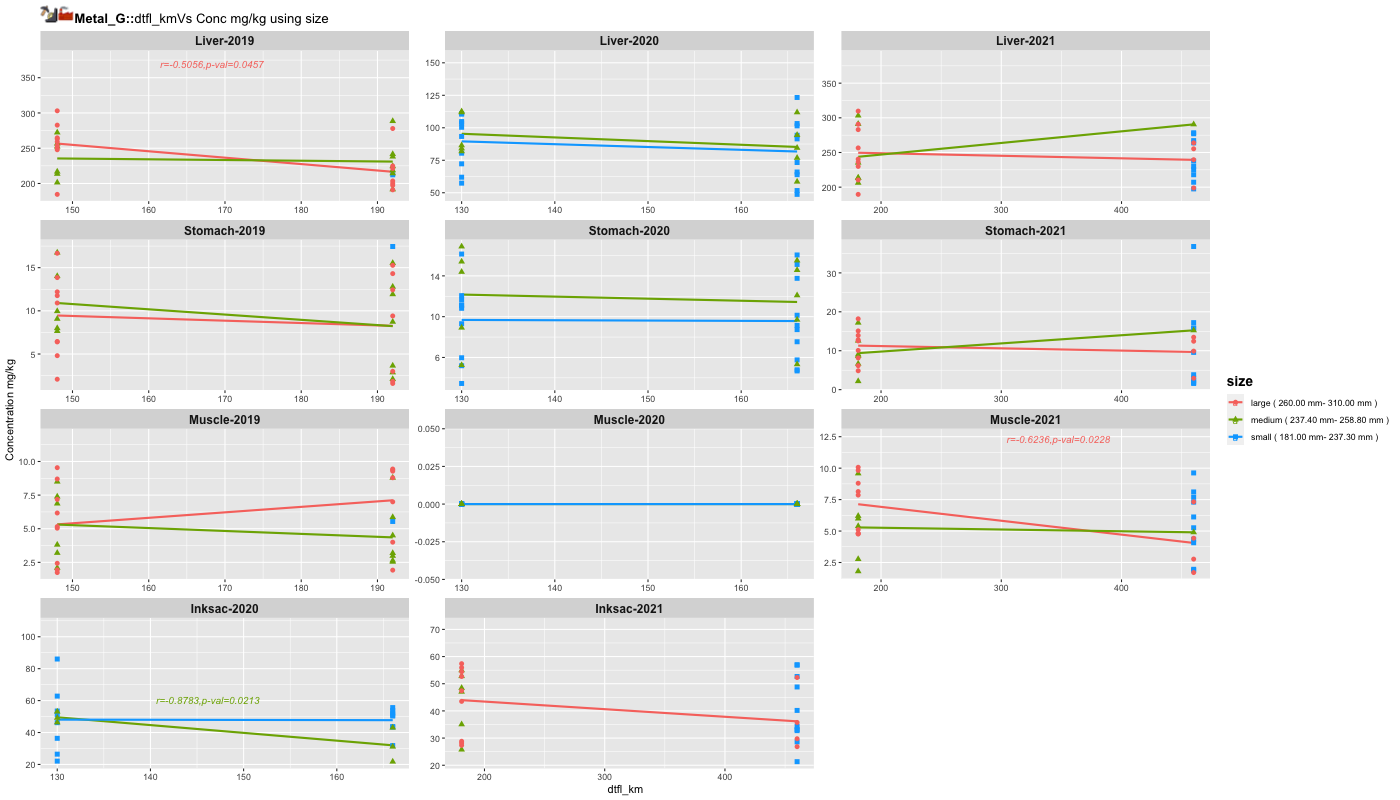 Metal_G::dtfl_kmVs Conc mg/kg using size
Liver-2019
r=-0.5056,p-val=0.0457
350
300
250
200
150 160 170 180 190
Liver-2020
150
125
100
75
50
130 140 150 160
Liver-2021
350
300
250
200
200 300 400
Stomach-2019
15
10
5
150 160 170 180 190
Stomach-2020
14
10
6
130 140 150 160
Stomach-2021
30
20
10
0
200 300 400
Concentration mg/kg
Muscle-2019
10.0
7.5
5.0
2.5
150 160 170 180 190
Muscle-2020
0.050
0.025
0.000
-0.025
-0.050
130 140 150 160
Muscle-2021
r=-0.6236,p-val=0.0228
12.5
10.0
7.5
5.0
2.5
200 300 400
Inksac-2020
r=-0.8783,p-val=0.0213
100
80
60
40
20
130 140 150 160
Inksac-2021
70
60
50
40
30
20
200 300 400
dtfl_km
size
large ( 260.00 mm- 310.00 mm )
medium ( 237.40 mm- 258.80 mm )
small ( 181.00 mm- 237.30 mm )